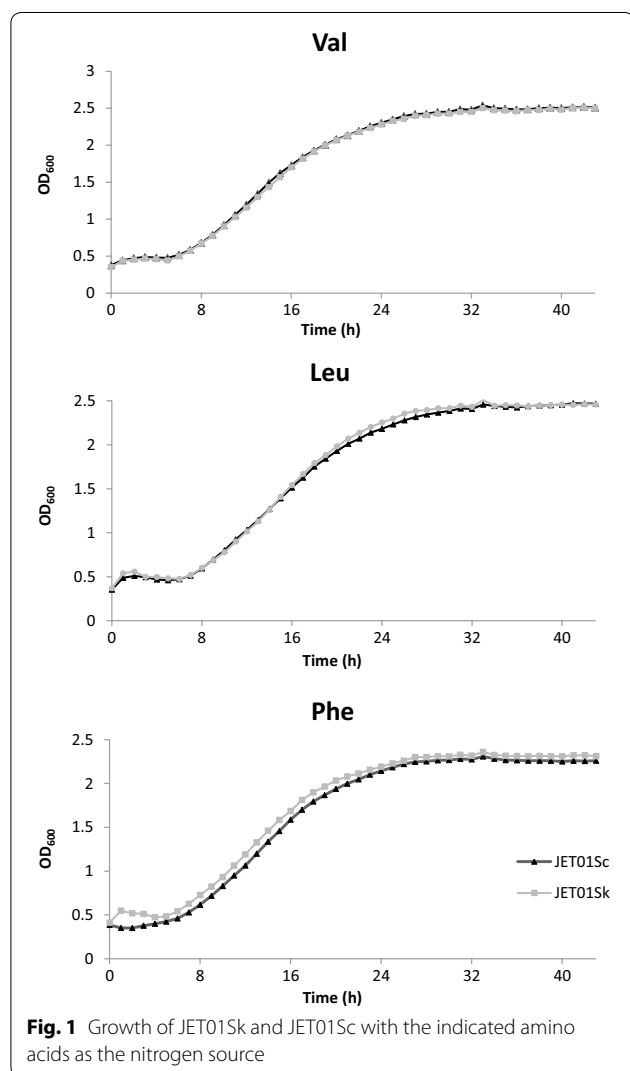 Val
3
2.5
2
1.5
1
0.5
0
OD600
0 8 16 24 32 40
Time (h)
Leu
2.5
2
1.5
1
0.5
0
OD600
0 8 16 24 32 40
Time (h)
Phe
2.5
2
1.5
1
0.5
0
OD600
JET01Sc
JET01Sk
0 8 16 24 32 40
Time (h)
Fig. 1 Growth of JET01Sk and JET01Sc with the indicated amino
acids as the nitrogen source